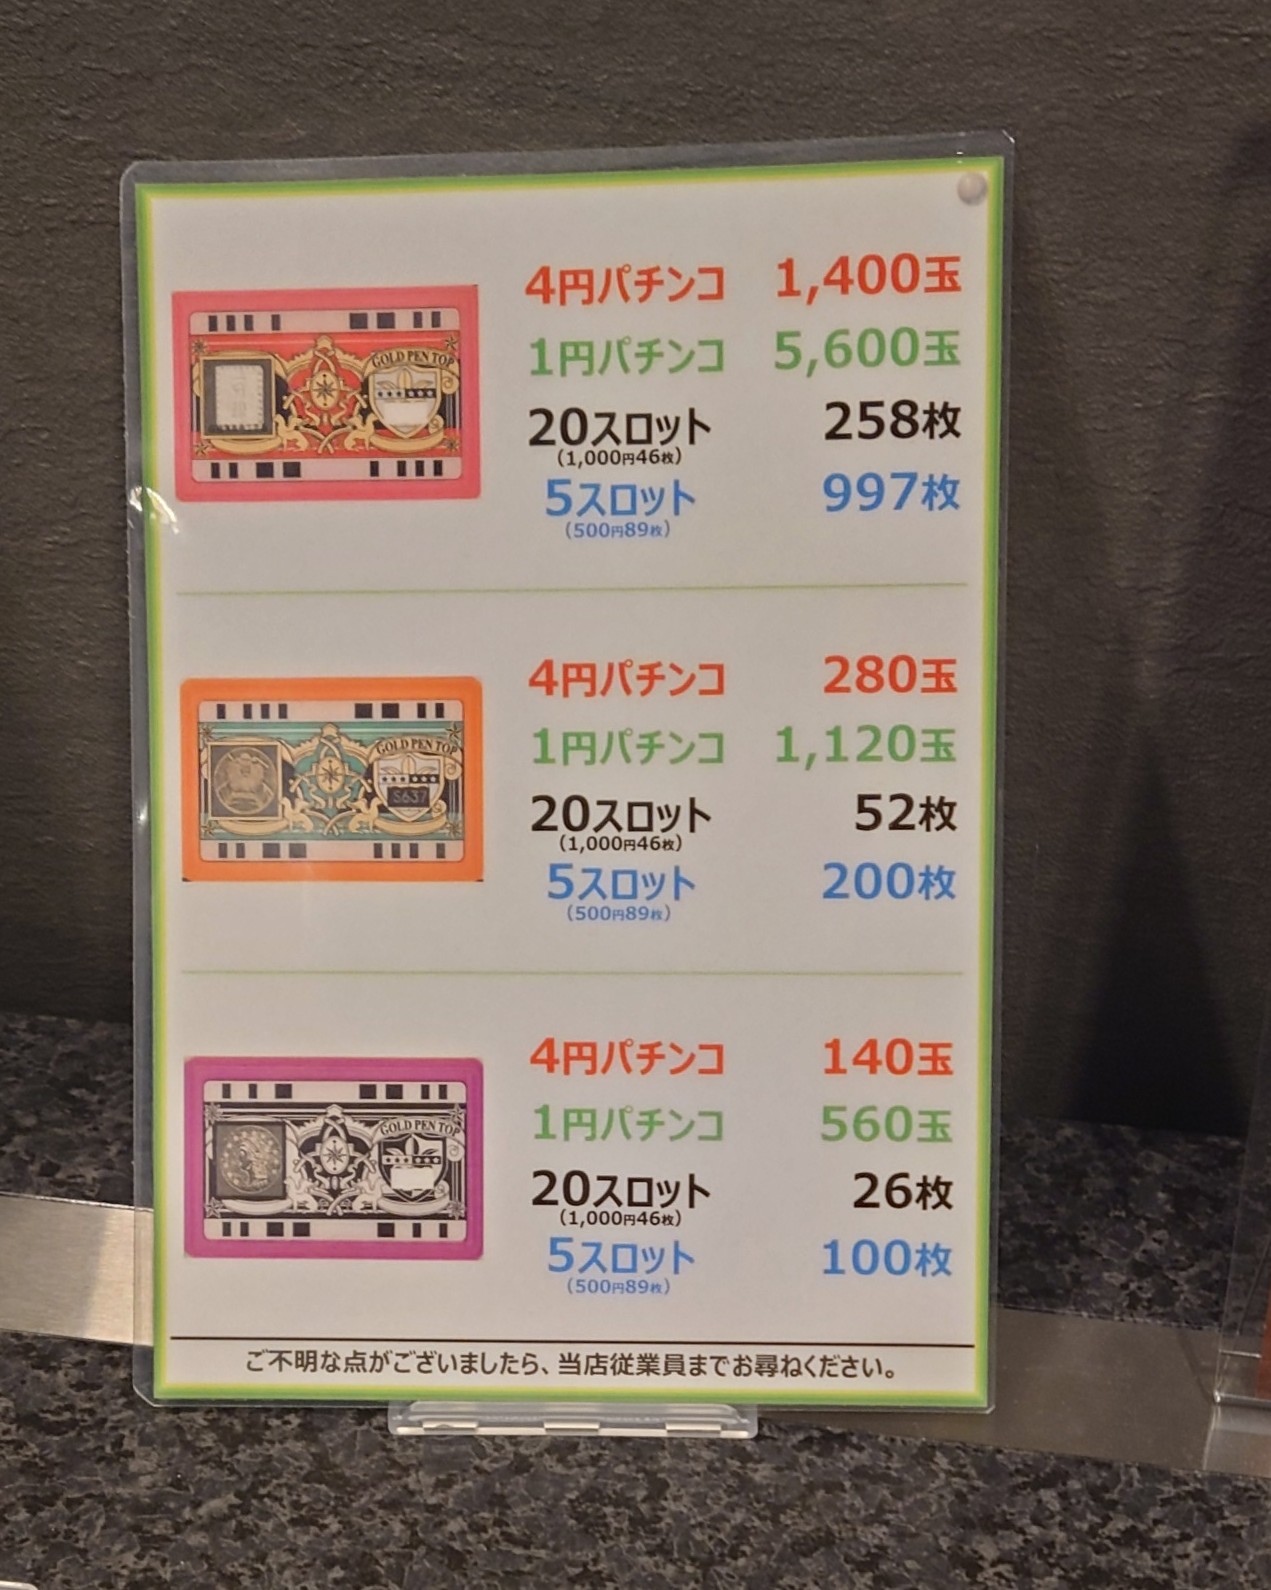 4円パチンコ 1,400玉
1円パチンコ 5,600玉
20スロット 258枚
(1,000円46枚)
5スロット 997枚
(500円89枚)
GOLD PEN TOP
4円パチンコ 280玉
1円パチンコ 1,120玉
20スロット 52枚
(1,000円46枚)
5スロット 200枚
(500円89枚)
GOLD PEN TOP
S637
4円パチンコ 140玉
1円パチンコ 560玉
20スロット 26枚
(1,000円46枚)
5スロット 100枚
(500円89枚)
GOLD PEN TOP
ご不明な点がございましたら、当店従業員までお尋ねください。